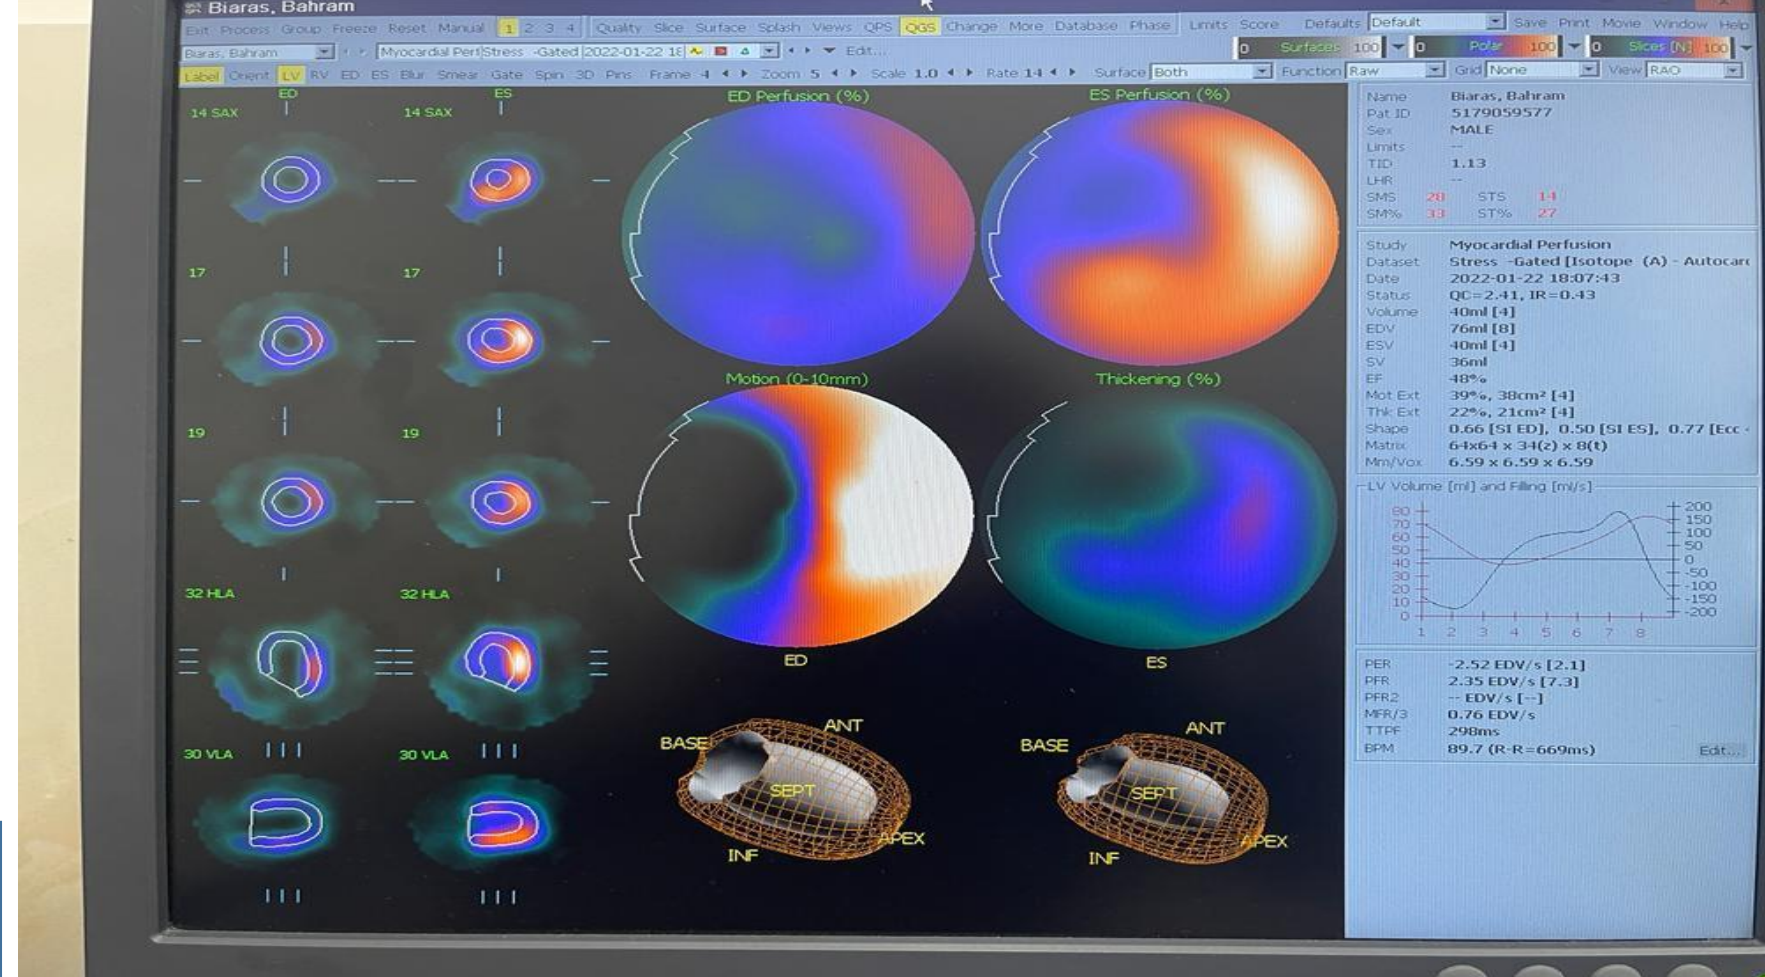 Biaras, Bahram
Exit Process Group Freeze Reset Manual 1 2 3 4 Quality Slice Surface Splash Views QPS QGS Change More Database Phase Limits Score Defaults Default Save Print Movie Window Help
Biaras, Bahram Myocardial Perf|Stress -Gated |2022-01-22 18 Edit...
0 Surfaces 100 0 Polar 100 0 Slices [N] 100
Label Orient LV RV ED ES Blur Smear Gate Spin 3D Pins Frame 4 Zoom 5 Scale 1.0 Rate 14 Surface Both Function Raw Grid None View RAO
ED ES
14 SAX 14 SAX
17 17
19 19
32 HLA 32 HLA
30 VLA 30 VLA
ED Perfusion (%) ES Perfusion (%)
Motion (0-10mm) Thickening (%)
ED ES
BASE ANT SEPT APEX INF
BASE ANT SEPT APEX INF
Name Biaras, Bahram
Pat ID 5179059577
Sex MALE
Limits --
TID 1.13
LHR --
SMS 28 STS 14
SM% 33 ST% 27
Study Myocardial Perfusion
Dataset Stress -Gated [Isotope (A) - Autocard
Date 2022-01-22 18:07:43
Status QC=2.41, IR=0.43
Volume 40ml [4]
EDV 76ml [8]
ESV 40ml [4]
SV 36ml
EF 48%
Mot Ext 39%, 38cm² [4]
Thk Ext 22%, 21cm² [4]
Shape 0.66 [SI ED], 0.50 [SI ES], 0.77 [Ecc
Matrix 64x64 x 34(z) x 8(t)
Mm/Vox 6.59 x 6.59 x 6.59
LV Volume [ml] and Filling [ml/s]
80 200
70 150
60 100
50 50
40 0
30 -50
20 -100
10 -150
0 -200
1 2 3 4 5 6 7 8
PER -2.52 EDV/s [2.1]
PFR 2.35 EDV/s [7.3]
PFR2 -- EDV/s [--]
MFR/3 0.76 EDV/s
TTPF 298ms
BPM 89.7 (R-R=669ms) Edit...